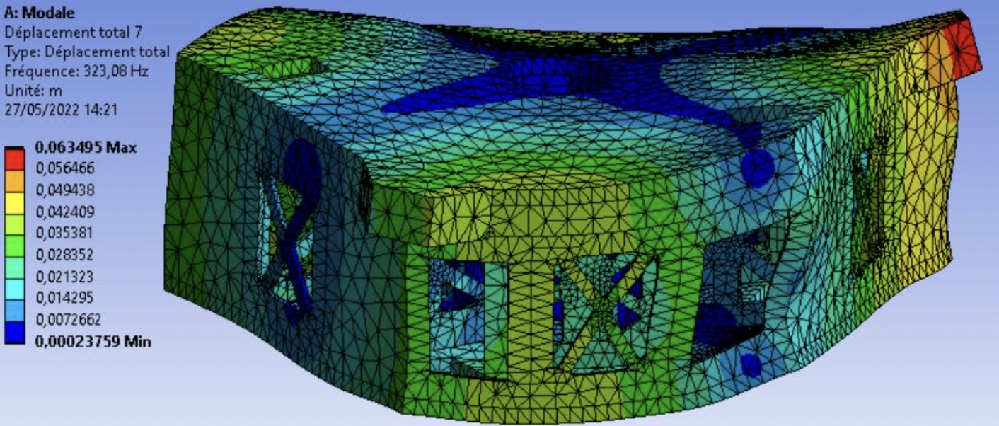 A: Modale
Déplacement total 7
Type: Déplacement total
Fréquence: 323,08 Hz
Unité: m
27/05/2022 14:21
0,063495 Max
0,056466
0,049438
0,042409
0,035381
0,028352
0,021323
0,014295
0,0072662
0,00023759 Min